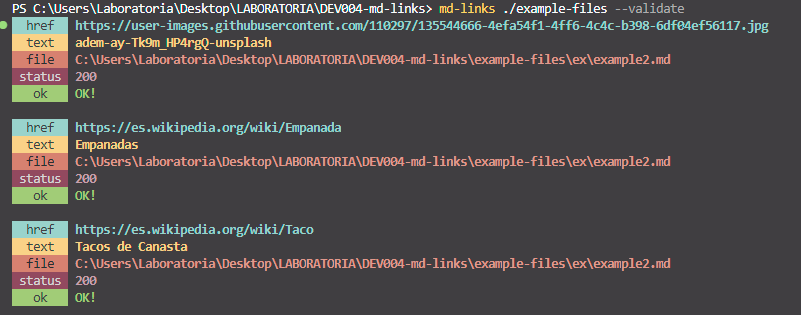 PS C:\Users\Laboratoria\Desktop\LABORATORIA\DEV004-md-links> md-links ./example-files --validate
href https://user-images.githubusercontent.com/110297/135544666-4efa54f1-4ff6-4c4c-b398-6df04ef56117.jpg
text adem-ay-Tk9m_HP4rgQ-unsplash
file C:\Users\Laboratoria\Desktop\LABORATORIA\DEV004-md-links\example-files\ex\example2.md
status 200
ok OK!
href https://es.wikipedia.org/wiki/Empanada
text Empanadas
file C:\Users\Laboratoria\Desktop\LABORATORIA\DEV004-md-links\example-files\ex\example2.md
status 200
ok OK!
href https://es.wikipedia.org/wiki/Taco
text Tacos de Canasta
file C:\Users\Laboratoria\Desktop\LABORATORIA\DEV004-md-links\example-files\ex\example2.md
status 200
ok OK!